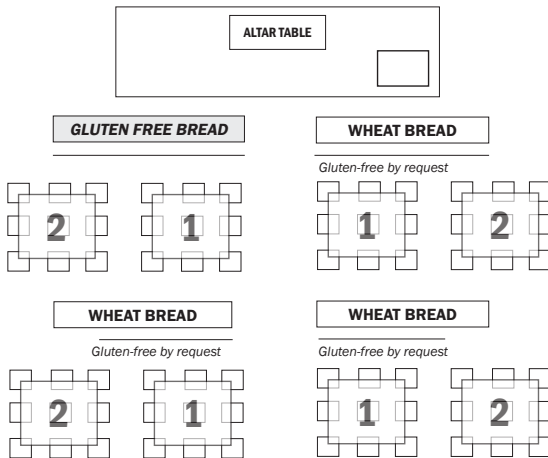 ALTAR TABLE
GLUTEN FREE BREAD
WHEAT BREAD
Gluten-free by request
2
1
1
2
WHEAT BREAD
WHEAT BREAD
Gluten-free by request
Gluten-free by request
2
1
1
2